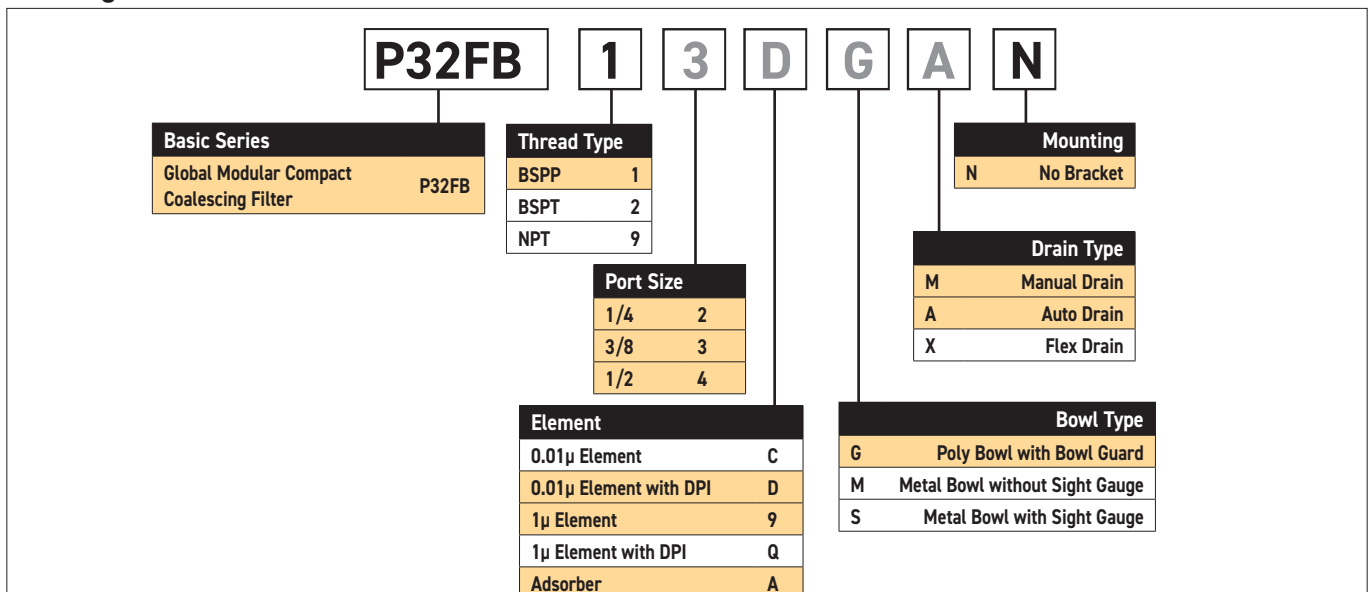 P32FB 1 3 D G A N
Basic Series
Global Modular Compact
Coalescing Filter P32FB
Thread Type
BSPP 1
BSPT 2
NPT 9
Port Size
1/4 2
3/8 3
1/2 4
Element
0.01µ Element C
0.01µ Element with DPI D
1µ Element 9
1µ Element with DPI Q
Adsorber A
Mounting
N No Bracket
Drain Type
M Manual Drain
A Auto Drain
X Flex Drain
Bowl Type
G Poly Bowl with Bowl Guard
M Metal Bowl without Sight Gauge
S Metal Bowl with Sight Gauge